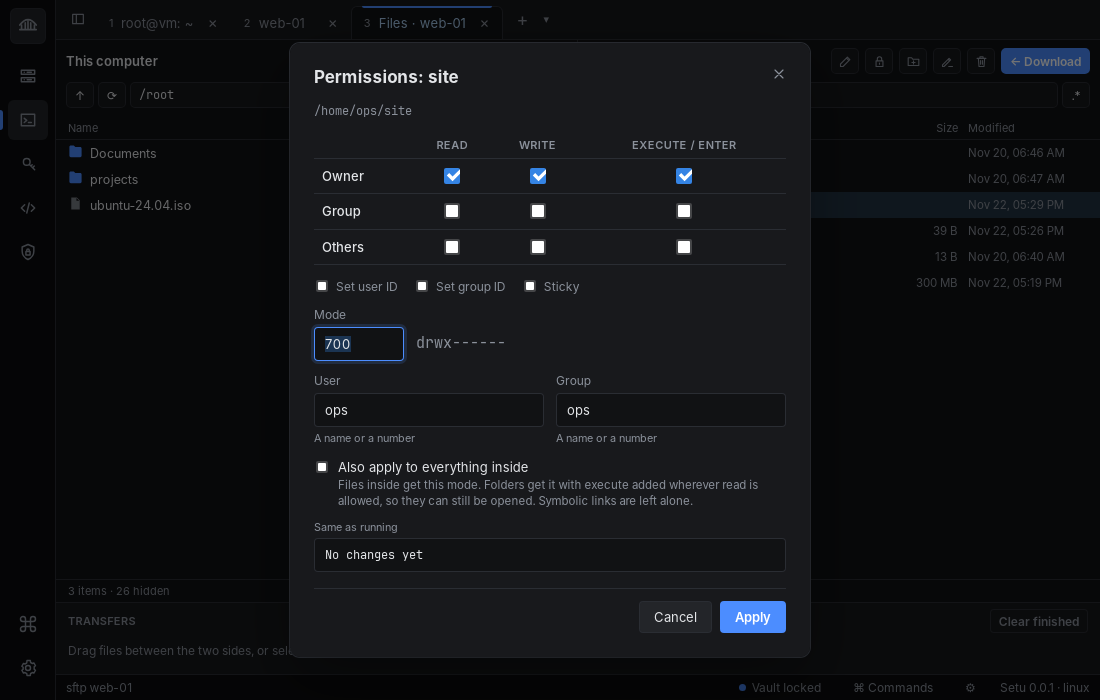 1 root@vm: ~ ×
2 web-01 ×
3 Files · web-01 ×
+ ▾
This computer
← Download
↑ ⟳ /root
.*
Name
Size Modified
Documents
Nov 20, 06:46 AM
projects
Nov 20, 06:47 AM
ubuntu-24.04.iso
Nov 22, 05:29 PM
39 B Nov 22, 05:26 PM
13 B Nov 20, 06:40 AM
300 MB Nov 22, 05:19 PM
Permissions: site
/home/ops/site
READ WRITE EXECUTE / ENTER
Owner
Group
Others
Set user ID Set group ID Sticky
Mode
700 drwx------
User Group
ops ops
A name or a number A name or a number
Also apply to everything inside
Files inside get this mode. Folders get it with execute added wherever read is
allowed, so they can still be opened. Symbolic links are left alone.
Same as running
No changes yet
Cancel Apply
3 items · 26 hidden
TRANSFERS
Clear finished
Drag files between the two sides, or
sftp web-01
Vault locked ⌘ Commands ⚙ Setu 0.0.1 · linux